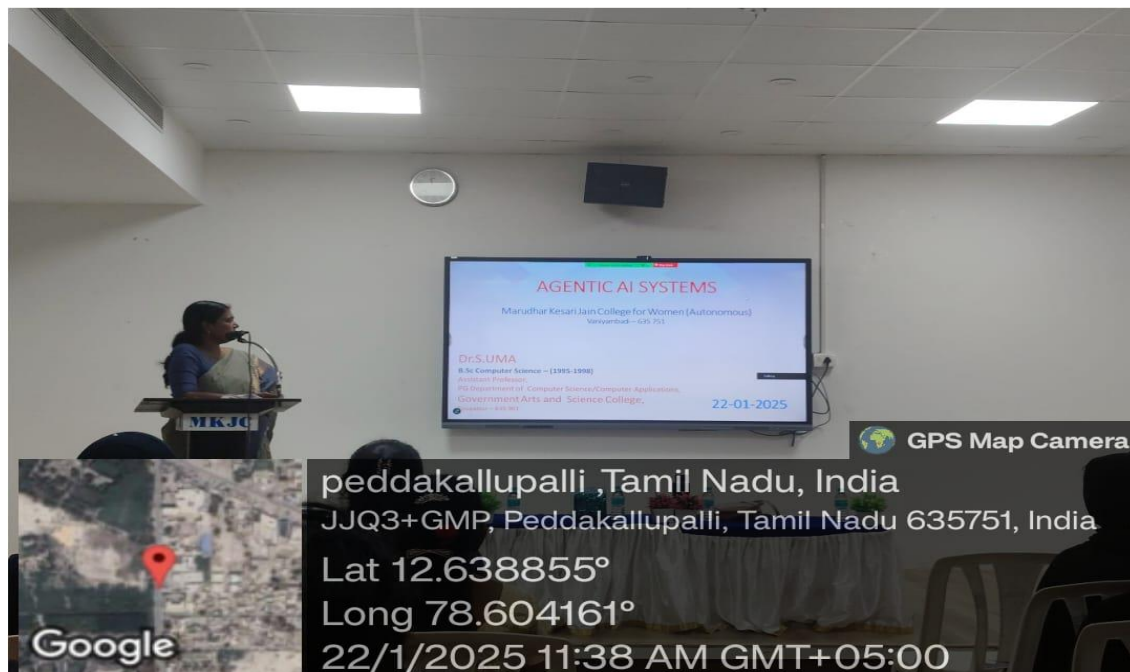 AGENTIC AI SYSTEMS
Marudhar Kesari Jain College for Women (Autonomous)
Vaniyambadi – 635 751
Dr.S.UMA
B.Sc Computer Science – (1995-1998)
Assistant Professor,
PG Department of Computer Science/Computer Applications,
Government Arts and Science College,
22-01-2025
MKJC
GPS Map Camera
peddakallupalli ,Tamil Nadu, India
JJQ3+GMP, Peddakallupalli, Tamil Nadu 635751, India
Lat 12.638855°
Long 78.604161°
22/1/2025 11:38 AM GMT+05:00
Google